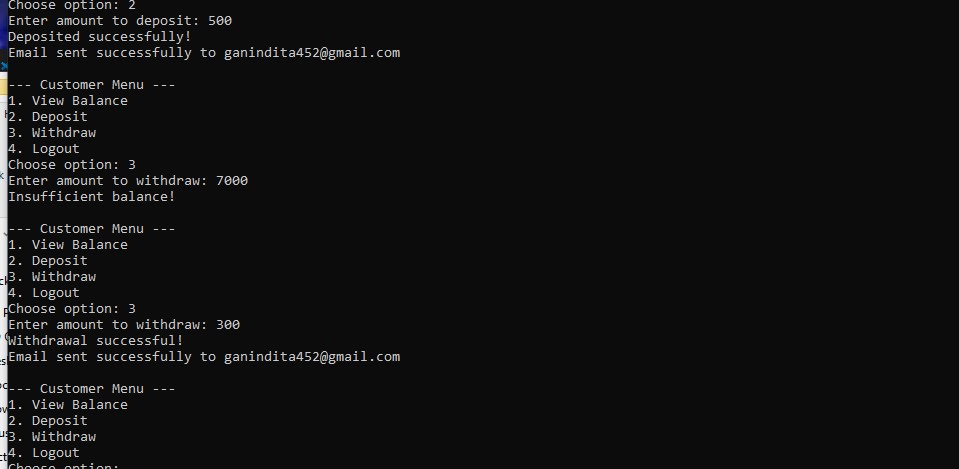 Choose option: 2
Enter amount to deposit: 500
Deposited successfully!
Email sent successfully to ganindita452@gmail.com
--- Customer Menu ---
1. View Balance
2. Deposit
3. Withdraw
4. Logout
Choose option: 3
Enter amount to withdraw: 7000
Insufficient balance!
--- Customer Menu ---
1. View Balance
2. Deposit
3. Withdraw
4. Logout
Choose option: 3
Enter amount to withdraw: 300
Withdrawal successful!
Email sent successfully to ganindita452@gmail.com
--- Customer Menu ---
1. View Balance
2. Deposit
3. Withdraw
4. Logout
Choose option: